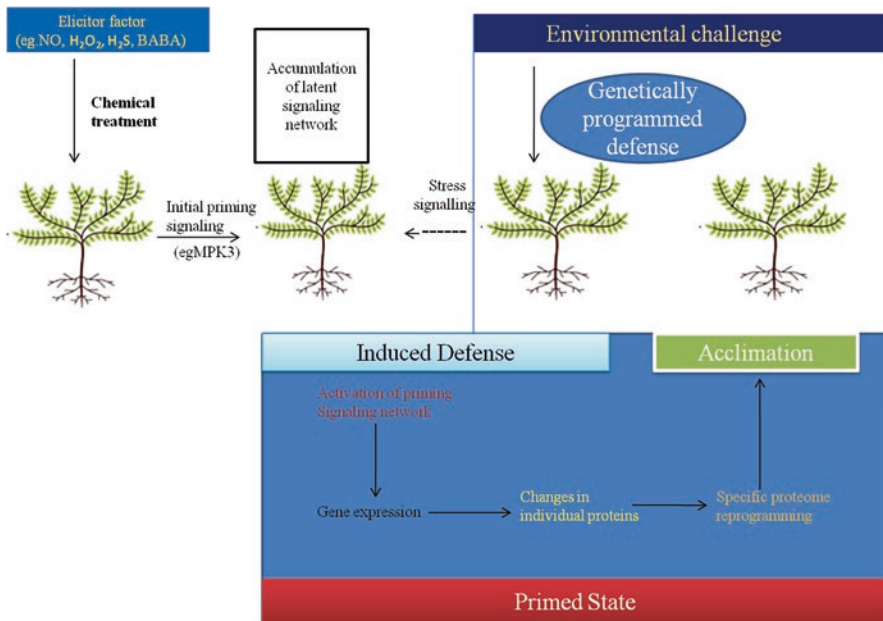 Elicitor factor
(eg.NO, H₂O₂, H₂S, BABA)
Chemical
treatment
Accumulation
of latent
signaling
network
Environmental challenge
Genetically
programmed
defense
Initial priming
signaling
(egMPK3)
Stress
signalling
Induced Defense
Acclimation
Activation of priming
Signaling network
Gene expression
Changes in
individual proteins
Specific proteome
reprogramming
Primed State